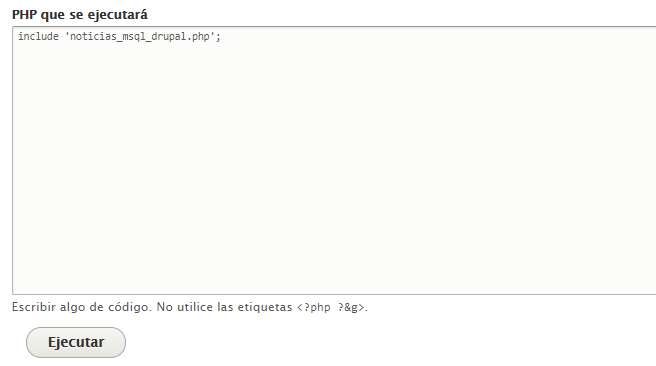 PHP que se ejecutará
include 'noticias_msql_drupal.php';
Escribir algo de código. No utilice las etiquetas <?php ?&g>.
Ejecutar